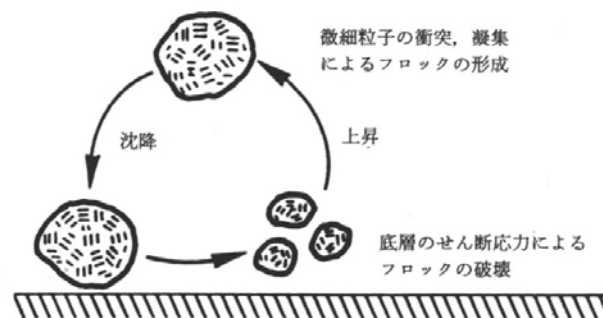 微細粒子の衝突，凝集
によるフロックの形成
沈降
上昇
底層のせん断応力による
フロックの破壊